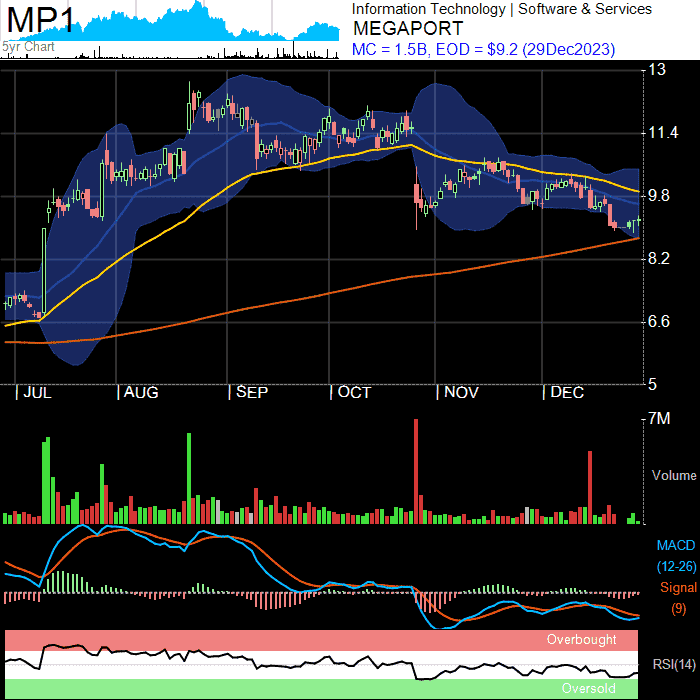 MP1
5yr Chart
Information Technology | Software & Services
MEGAPORT
MC = 1.5B, EOD = $9.2 (29Dec2023)
13
11.4
9.8
8.2
6.6
5
| JUL | AUG | SEP | OCT | NOV | DEC
7M
Volume
MACD
(12-26)
Signal
(9)
Overbought
RSI(14)
Oversold